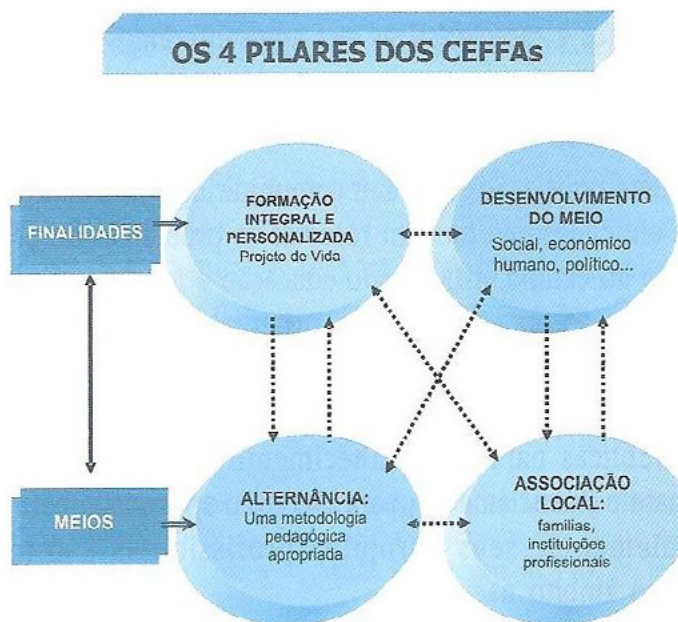 OS 4 PILARES DOS CEFFAs
FINALIDADES
FORMAÇÃO
INTEGRAL E
PERSONALIZADA
Projeto de Vida
DESENVOLVIMENTO
DO MEIO
Social, econômico
humano, político...
MEIOS
ALTERNÂNCIA:
Uma metodologia
pedagógica
apropriada
ASSOCIAÇÃO
LOCAL:
famílias,
instituições
profissionais